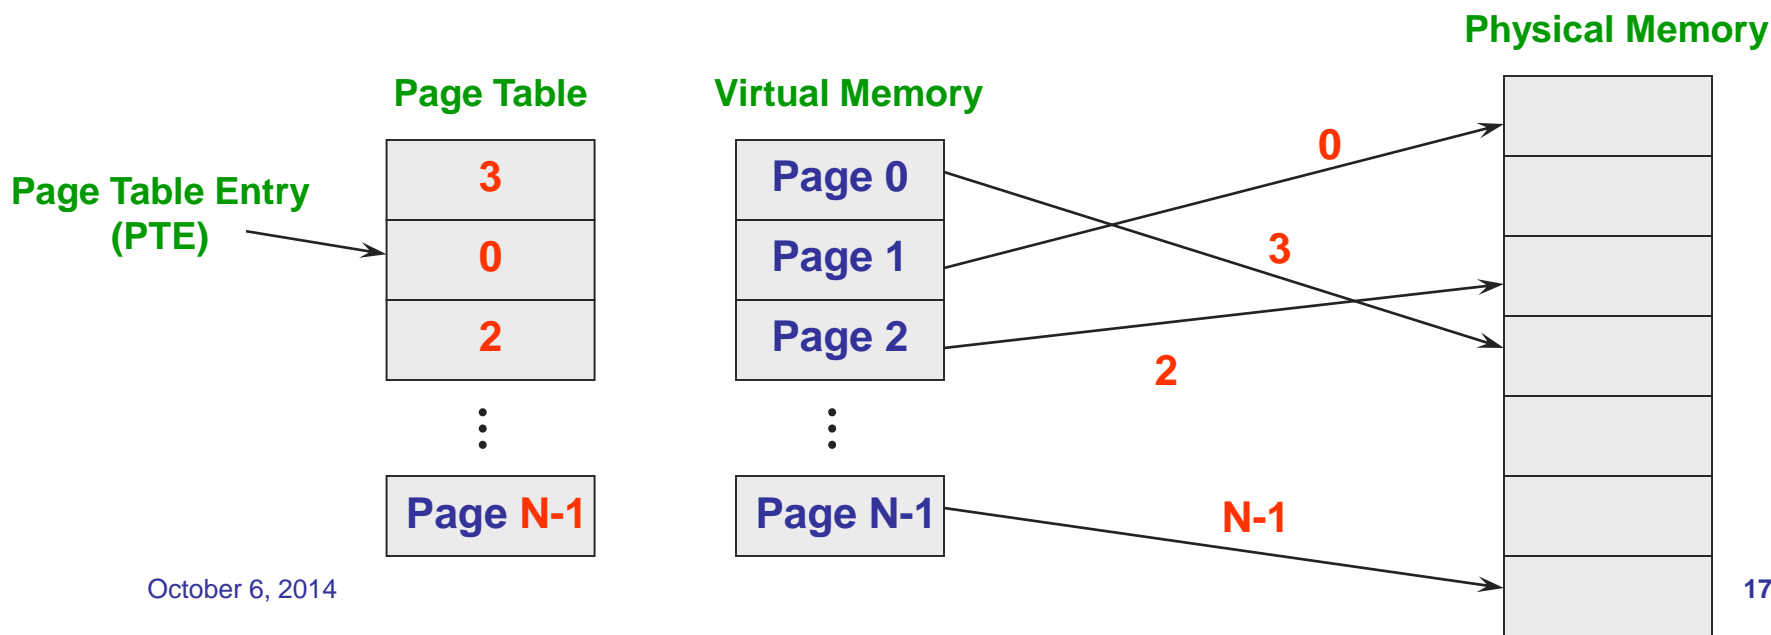 Physical Memory
Page Table
Virtual Memory
Page Table Entry
(PTE)
3
0
2
Page N-1
Page 0
Page 1
Page 2
Page N-1
0
3
2
N-1
October 6, 2014
17